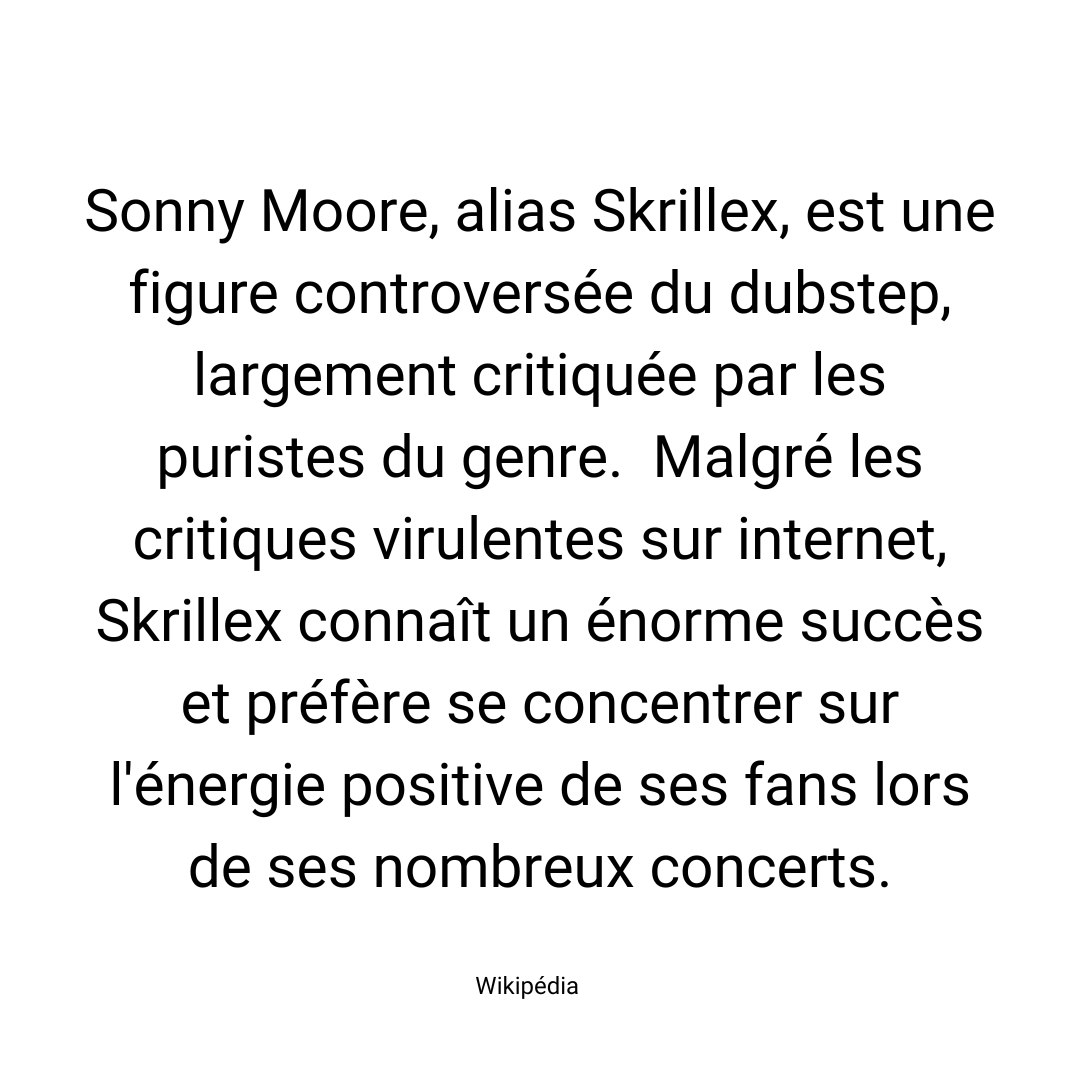 Sonny Moore, alias Skrillex, est une
figure controversée du dubstep,
largement critiquée par les
puristes du genre.  Malgré les
critiques virulentes sur internet,
Skrillex connaît un énorme succès
et préfère se concentrer sur
l'énergie positive de ses fans lors
de ses nombreux concerts.
Wikipédia